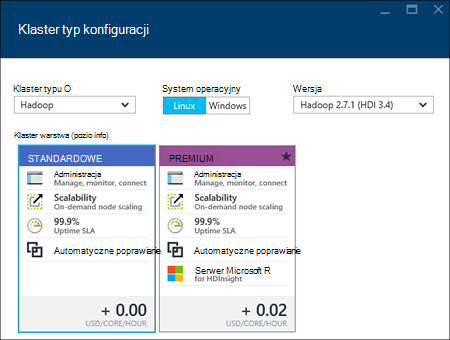 Klaster typ konfiguracji
Klaster typu O
System operacyjny
Wersja
Hadoop
Linux
Windows
Hadoop 2.7.1 (HDI 3.4)
Klaster warstwa (pozio info)
STANDARDOWE
Administracja
Manage, monitor, connect
Scalability
On-demand node scaling
99.9%
Uptime SLA
Automatyczne poprawianie
+ 0.00
USD/CORE/HOUR
PREMIUM
Administracja
Manage, monitor, connect
Scalability
On-demand node scaling
99.9%
Uptime SLA
Automatyczne poprawianie
Serwer Microsoft R
for HDInsight
+ 0.02
USD/CORE/HOUR